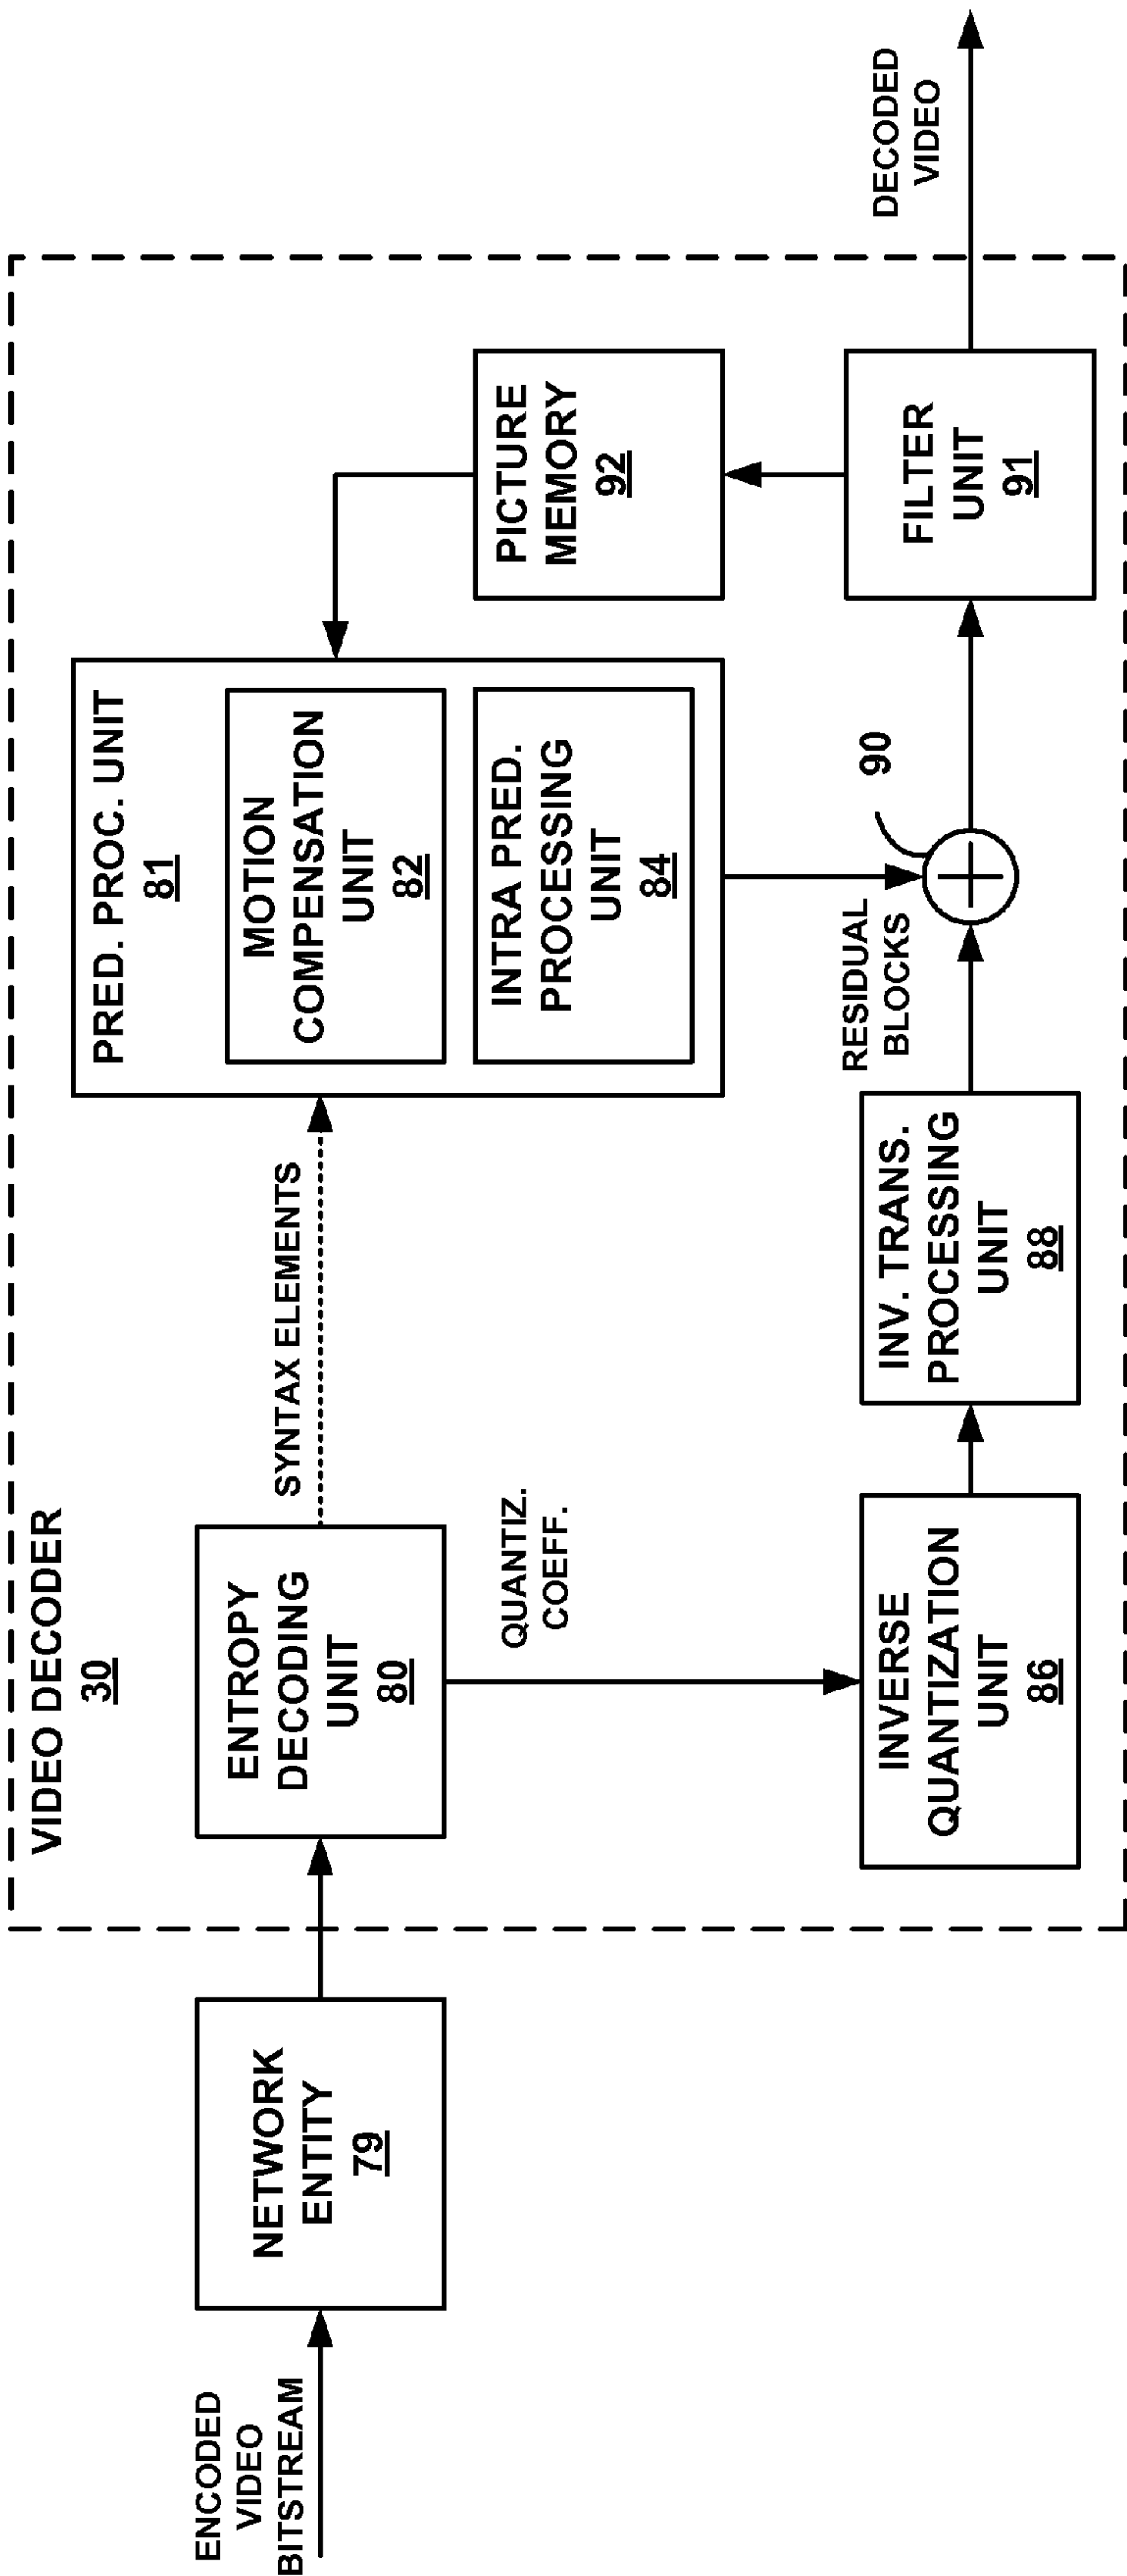 ENCODED
VIDEO
BITSTREAM
NETWORK
ENTITY
79
VIDEO DECODER
30
ENTROPY
DECODING
UNIT
80
SYNTAX ELEMENTS
QUANTIZ.
COEFF.
PRED. PROC. UNIT
81
MOTION
COMPENSATION
UNIT
82
INTRA PRED.
PROCESSING
UNIT
84
PICTURE
MEMORY
92
INVERSE
QUANTIZATION
UNIT
86
INV. TRANS.
PROCESSING
UNIT
88
RESIDUAL
BLOCKS
90
FILTER
UNIT
91
DECODED
VIDEO